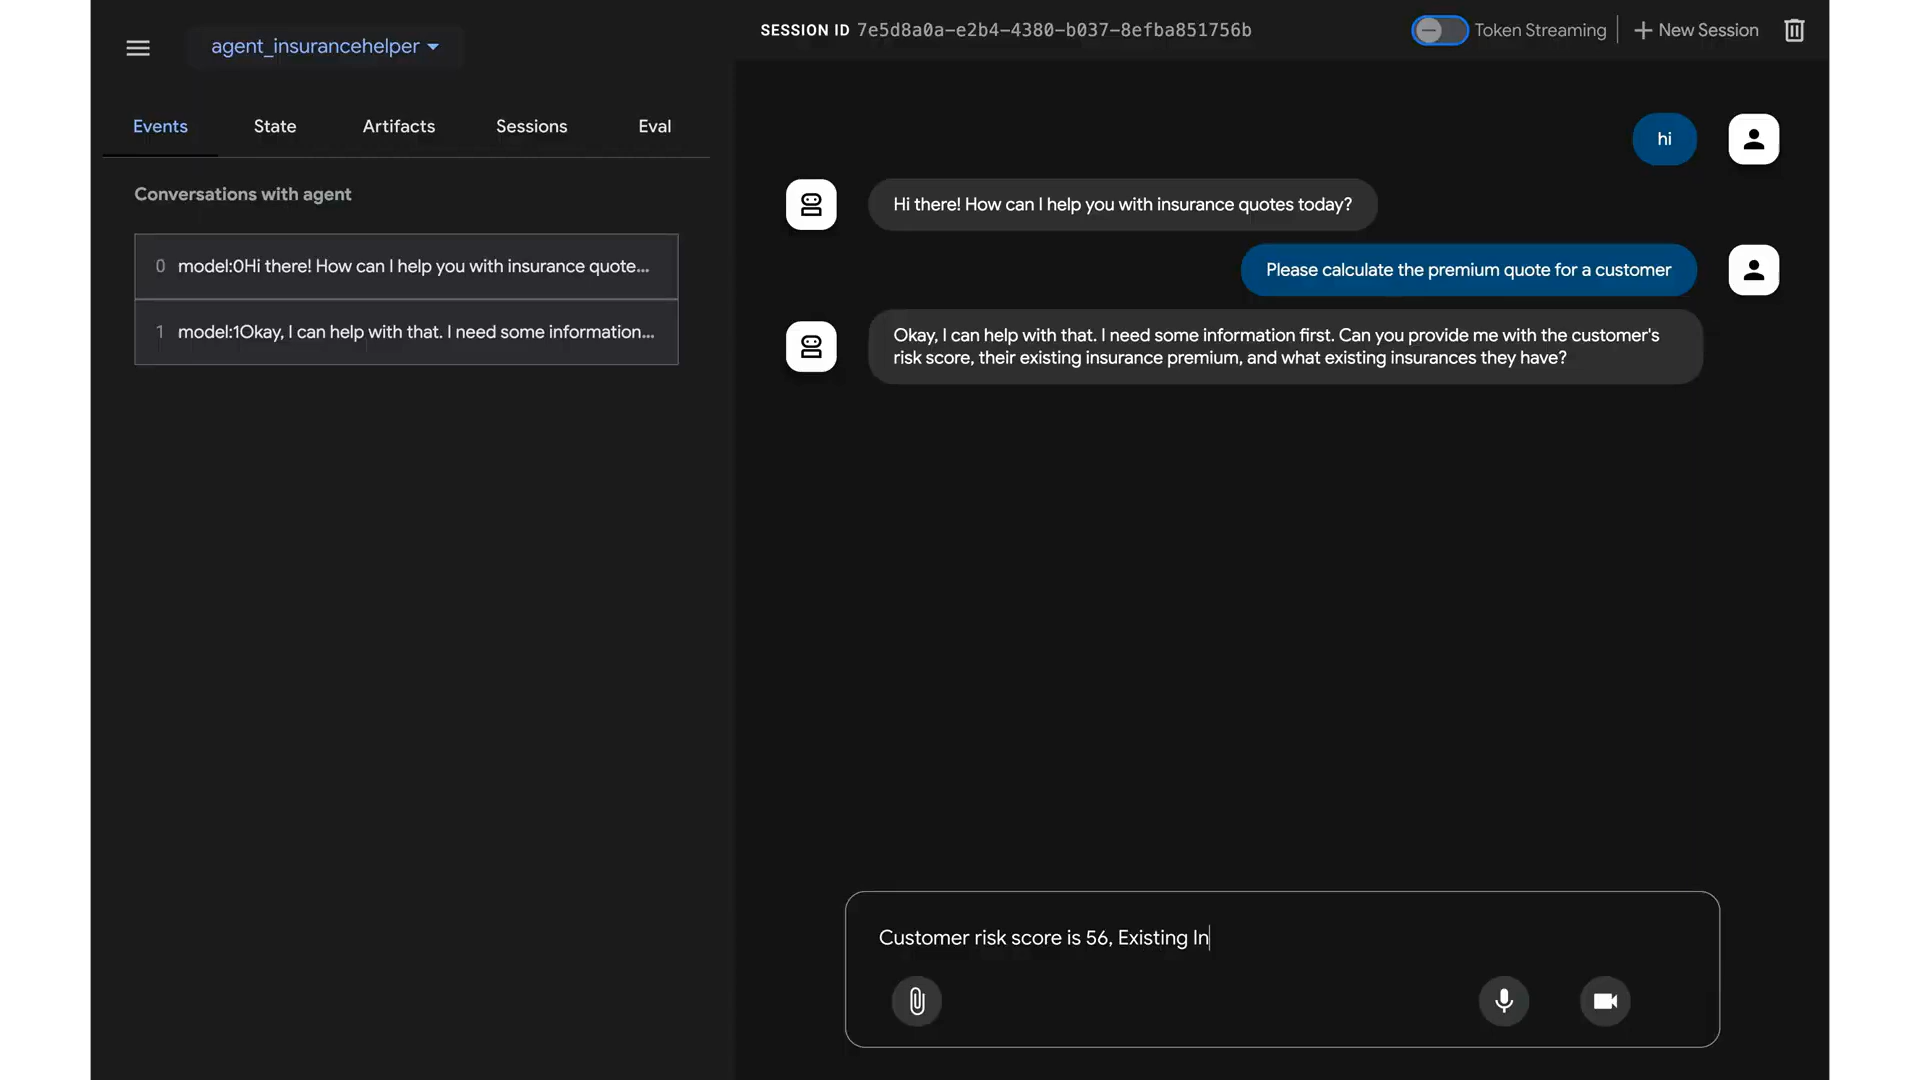 agent_insurancehelper
SESSION ID 7e5d8a0a-e2b4-4380-b037-8efba851756b
Token Streaming
New Session
Events State Artifacts Sessions Eval
Conversations with agent
0 model:0Hi there! How can I help you with insurance quote...
1 model:1Okay, I can help with that. I need some information...
hi
Hi there! How can I help you with insurance quotes today?
Please calculate the premium quote for a customer
Okay, I can help with that. I need some information first. Can you provide me with the customer's
risk score, their existing insurance premium, and what existing insurances they have?
Customer risk score is 56, Existing In